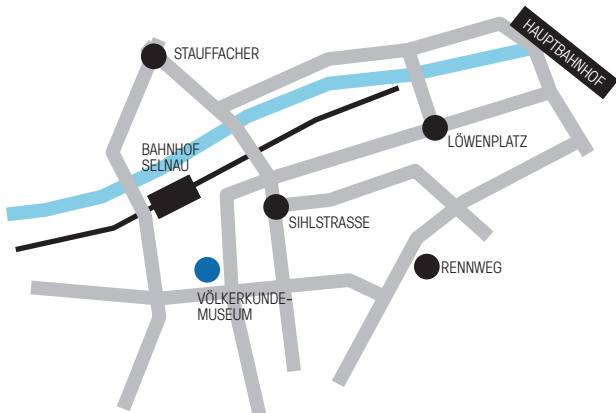 HAUPTBAHNHOF
STAUFFACHER
LÖWENPLATZ
BAHNHOF
SELNAU
SIHLSTRASSE
RENNWEG
VÖLKERKUNDE-
MUSEUM